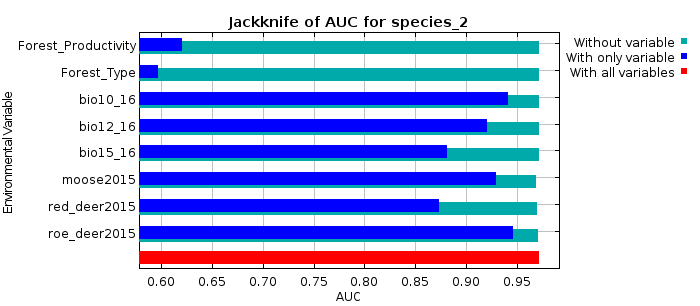 Jackknife of AUC for species_2
Forest_Productivity
Forest_Type
bio10_16
bio12_16
bio15_16
moose2015
red_deer2015
roe_deer2015
Environmental Variable
0.60 0.65 0.70 0.75 0.80 0.85 0.90 0.95
AUC
Without variable
With only variable
With all variables